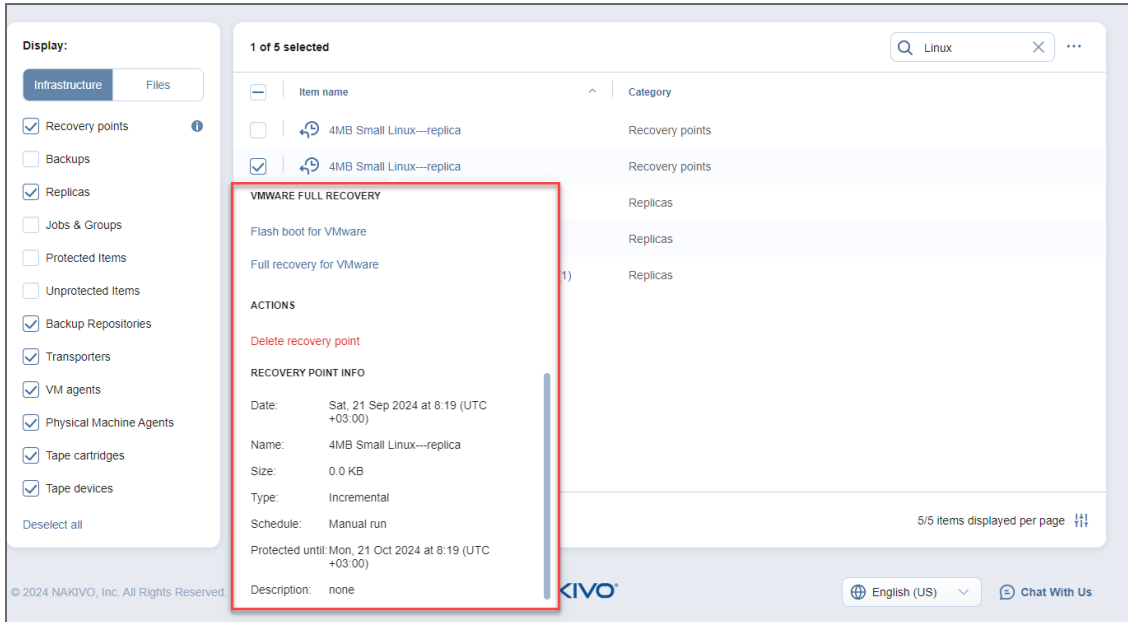 Display:
Infrastructure
Files
Recovery points
Backups
Replicas
Jobs & Groups
Protected Items
Unprotected Items
Backup Repositories
Transporters
VM agents
Physical Machine Agents
Tape cartridges
Tape devices
Deselect all
1 of 5 selected
Linux
Item name
Category
4MB Small Linux---replica
Recovery points
4MB Small Linux---replica
Recovery points
Replicas
Replicas
1)
Replicas
VMWARE FULL RECOVERY
Flash boot for VMware
Full recovery for VMware
ACTIONS
Delete recovery point
RECOVERY POINT INFO
Date: Sat, 21 Sep 2024 at 8:19 (UTC
+03:00)
Name: 4MB Small Linux---replica
Size: 0.0 KB
Type: Incremental
Schedule: Manual run
Protected until: Mon, 21 Oct 2024 at 8:19 (UTC
+03:00)
Description: none
5/5 items displayed per page
© 2024 NAKIVO, Inc. All Rights Reserved.
KIVO
English (US)
Chat With Us